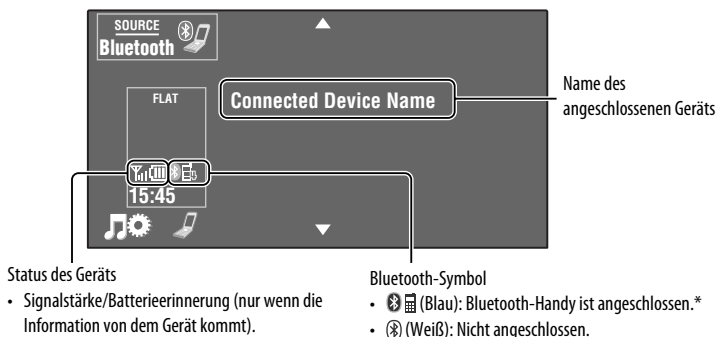 SOURCE
Bluetooth
FLAT
Connected Device Name
15:45
Name des
angeschlossenen Geräts
Status des Geräts
• Signalstärke/Batterieerinnerung (nur wenn die
Information von dem Gerät kommt).
Bluetooth-Symbol
• (Blau): Bluetooth-Handy ist angeschlossen.*
• (Weiß): Nicht angeschlossen.